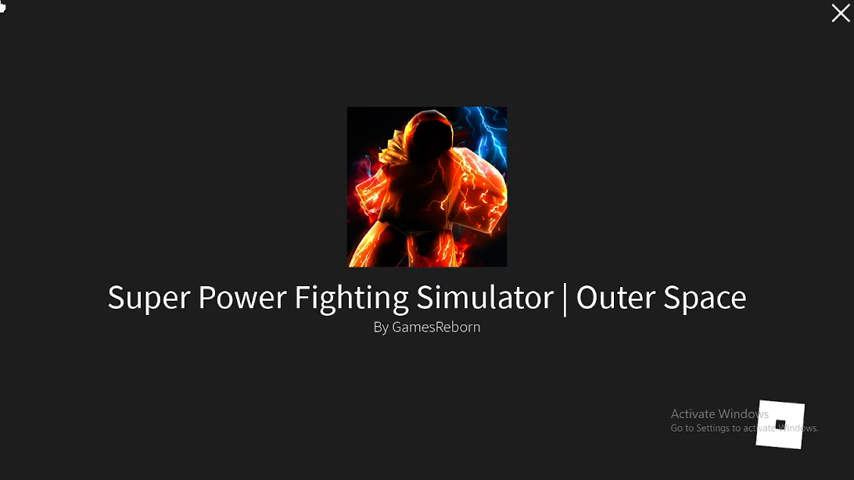 Super Power Fighting Simulator | Outer Space
By GamesReborn
Activate Windows
Go to Settings to activate Windows.